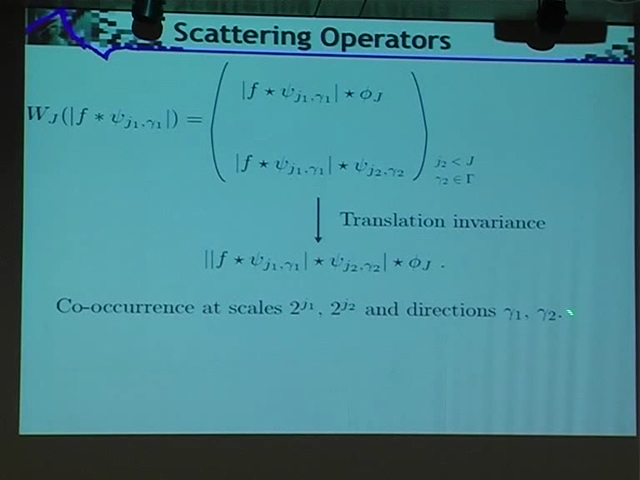 Scattering Operators
|f ⋆ ψ_{j₁,γ₁}| ⋆ ϕ_J
W_J(|f ∗ ψ_{j₁,γ₁}|) =
|f ⋆ ψ_{j₁,γ₁}| ⋆ ψ_{j₂,γ₂}
j₂ < J
γ₂ ∈ Γ
Translation invariance
||f ⋆ ψ_{j₁,γ₁}| ⋆ ψ_{j₂,γ₂}| ⋆ ϕ_J .
Co-occurrence at scales 2^{j₁}, 2^{j₂} and directions γ₁, γ₂.